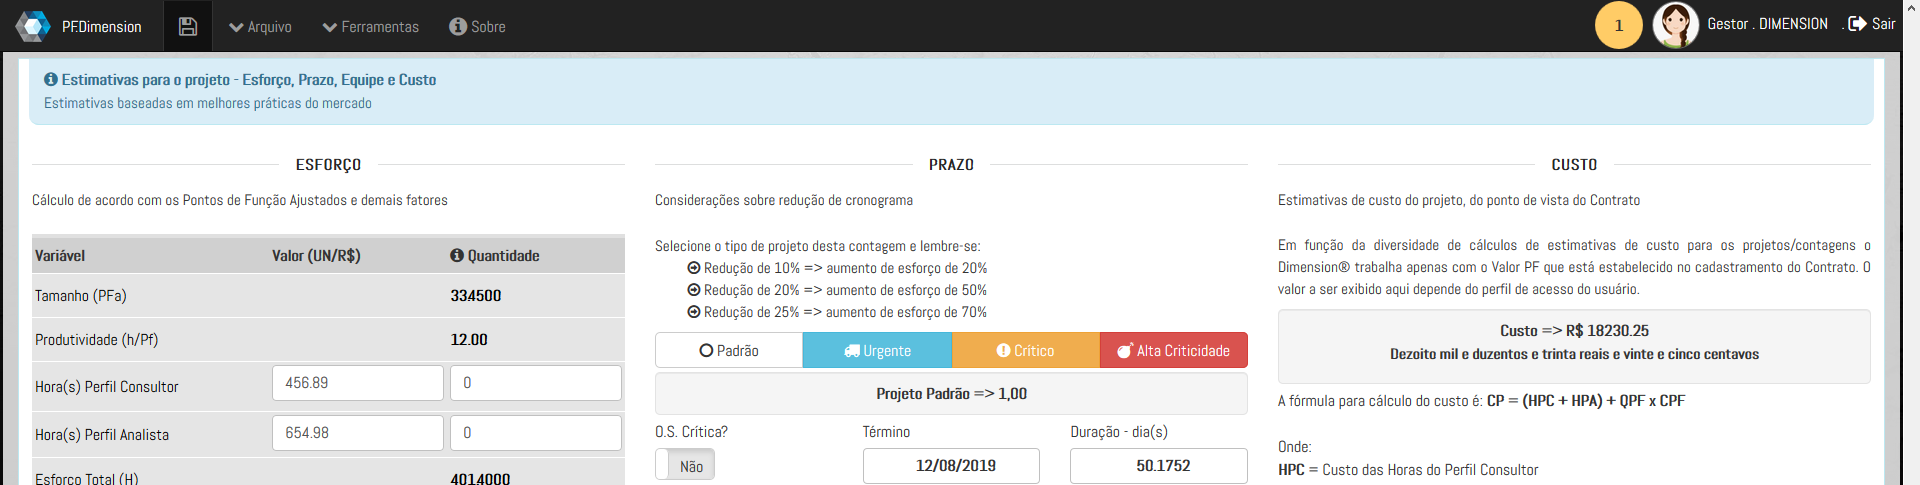 PF.Dimension
Arquivo
Ferramentas
Sobre
1
Gestor . DIMENSION
. Sair
Estimativas para o projeto - Esforço, Prazo, Equipe e Custo
Estimativas baseadas em melhores práticas do mercado
ESFORÇO
Cálculo de acordo com os Pontos de Função Ajustados e demais fatores
Variável Valor (UN/R$) Quantidade
Tamanho (PFa) 33.4500
Produtividade (h/Pf) 12.00
Hora(s) Perfil Consultor 456.89 0
Hora(s) Perfil Analista 654.98 0
Esforço Total (H) 401.4000
PRAZO
Considerações sobre redução de cronograma
Selecione o tipo de projeto desta contagem e lembre-se:
Redução de 10% => aumento de esforço de 20%
Redução de 20% => aumento de esforço de 50%
Redução de 25% => aumento de esforço de 70%
Padrão Urgente Crítico Alta Criticidade
Projeto Padrão => 1,00
O.S. Crítica? Término Duração - dia(s)
Não 12/08/2019 50.1752
CUSTO
Estimativas de custo do projeto, do ponto de vista do Contrato
Em função da diversidade de cálculos de estimativas de custo para os projetos/contagens o
Dimension® trabalha apenas com o Valor PF que está estabelecido no cadastramento do Contrato. O
valor a ser exibido aqui depende do perfil de acesso do usuário.
Custo => R$ 18230.25
Dezoito mil e duzentos e trinta reais e vinte e cinco centavos
A fórmula para cálculo do custo é: CP = (HPC + HPA) + QPF x CPF
Onde:
HPC = Custo das Horas do Perfil Consultor